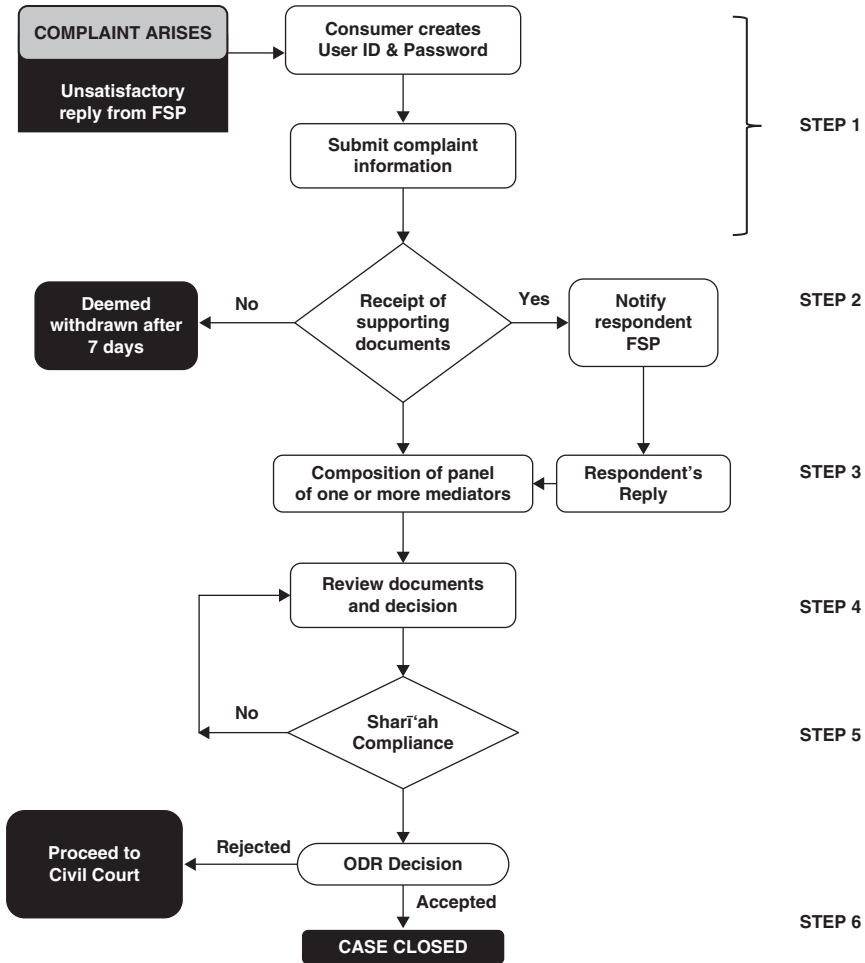 COMPLAINT ARISES
Unsatisfactory
reply from FSP
Consumer creates
User ID & Password
Submit complaint
information
STEP 1
Deemed
withdrawn after
7 days
No
Receipt of
supporting
documents
Yes
Notify
respondent
FSP
STEP 2
Composition of panel
of one or more mediators
Respondent's
Reply
STEP 3
Review documents
and decision
STEP 4
No
Sharī‘ah
Compliance
STEP 5
Proceed to
Civil Court
Rejected
ODR Decision
Accepted
CASE CLOSED
STEP 6